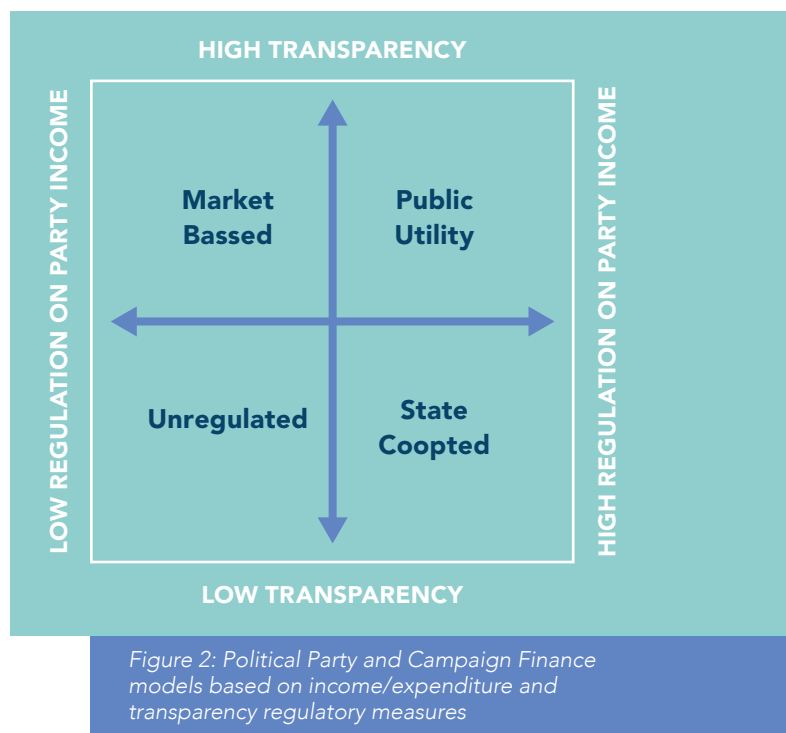 HIGH TRANSPARENCY
LOW REGULATION ON PARTY INCOME
HIGH REGULATION ON PARTY INCOME
Market
Bassed
Public
Utility
Unregulated
State
Coopted
LOW TRANSPARENCY
Figure 2: Political Party and Campaign Finance
models based on income/expenditure and
transparency regulatory measures